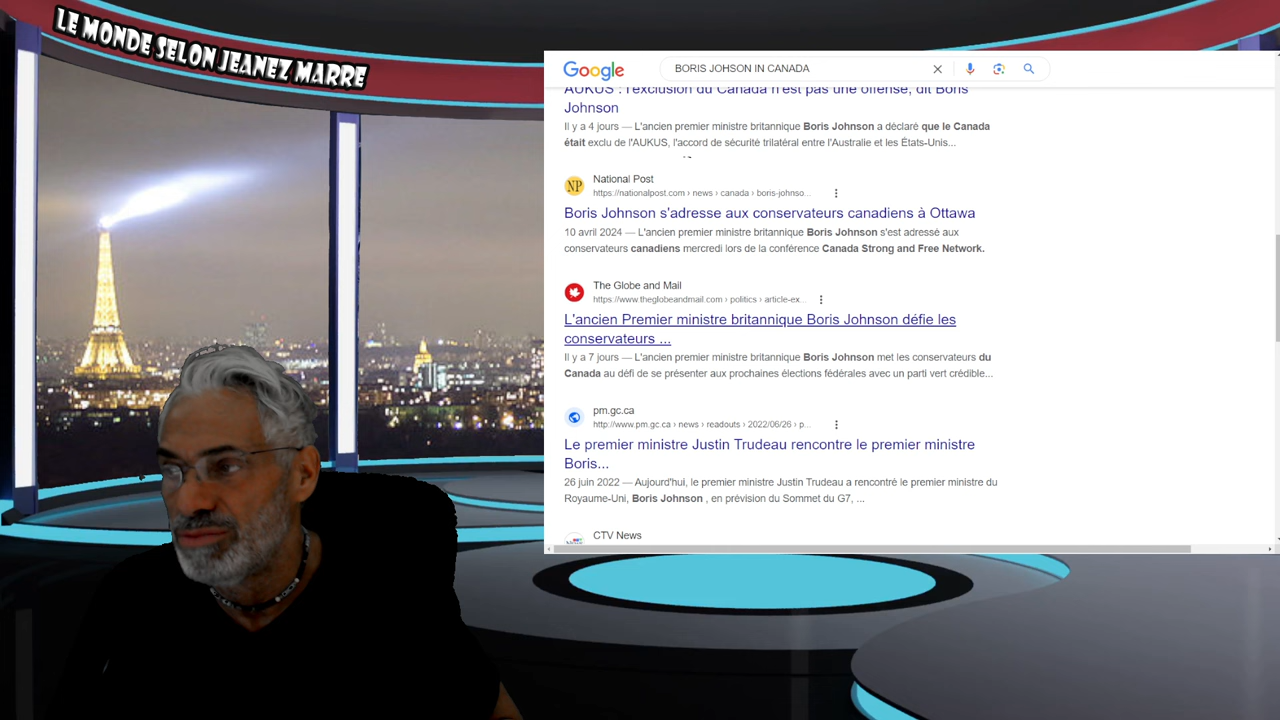 LE MONDE SELON JEANEZ MARRE
Google
BORIS JOHSON IN CANADA
AUKUS : l'exclusion du Canada n'est pas une offense, dit Boris
Johnson
Il y a 4 jours — L'ancien premier ministre britannique Boris Johnson a déclaré que le Canada
était exclu de l'AUKUS, l'accord de sécurité trilatéral entre l'Australie et les États-Unis...
NP
National Post
https://nationalpost.com › news › canada › boris-johnso...
Boris Johnson s'adresse aux conservateurs canadiens à Ottawa
10 avril 2024 — L'ancien premier ministre britannique Boris Johnson s'est adressé aux
conservateurs canadiens mercredi lors de la conférence Canada Strong and Free Network.
The Globe and Mail
https://www.theglobeandmail.com › politics › article-ex...
L'ancien Premier ministre britannique Boris Johnson défie les
conservateurs ...
Il y a 7 jours — L'ancien premier ministre britannique Boris Johnson met les conservateurs du
Canada au défi de se présenter aux prochaines élections fédérales avec un parti vert crédible...
pm.gc.ca
http://www.pm.gc.ca › news › readouts › 2022/06/26 › p...
Le premier ministre Justin Trudeau rencontre le premier ministre
Boris...
26 juin 2022 — Aujourd'hui, le premier ministre Justin Trudeau a rencontré le premier ministre du
Royaume-Uni, Boris Johnson , en prévision du Sommet du G7, ...
CTV News